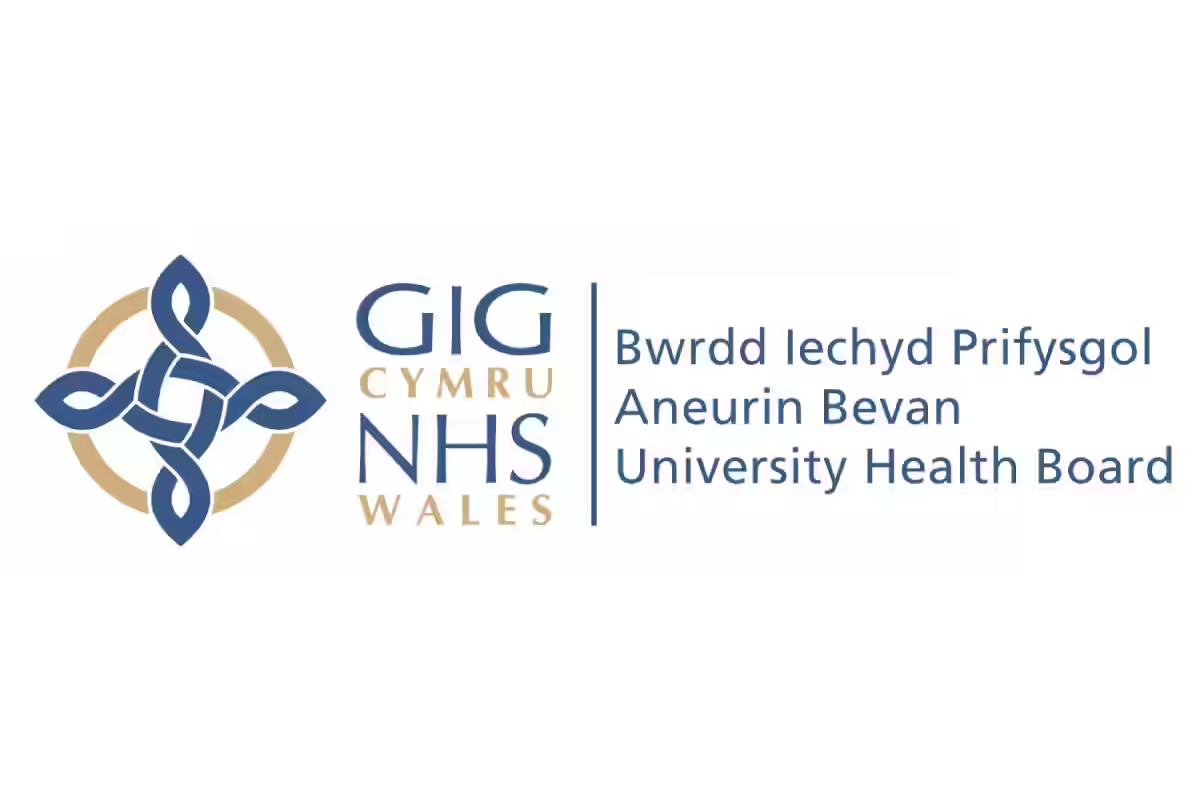 GIG
CYMRU
NHS
WALES
Bwrdd Iechyd Prifysgol
Aneurin Bevan
University Health Board